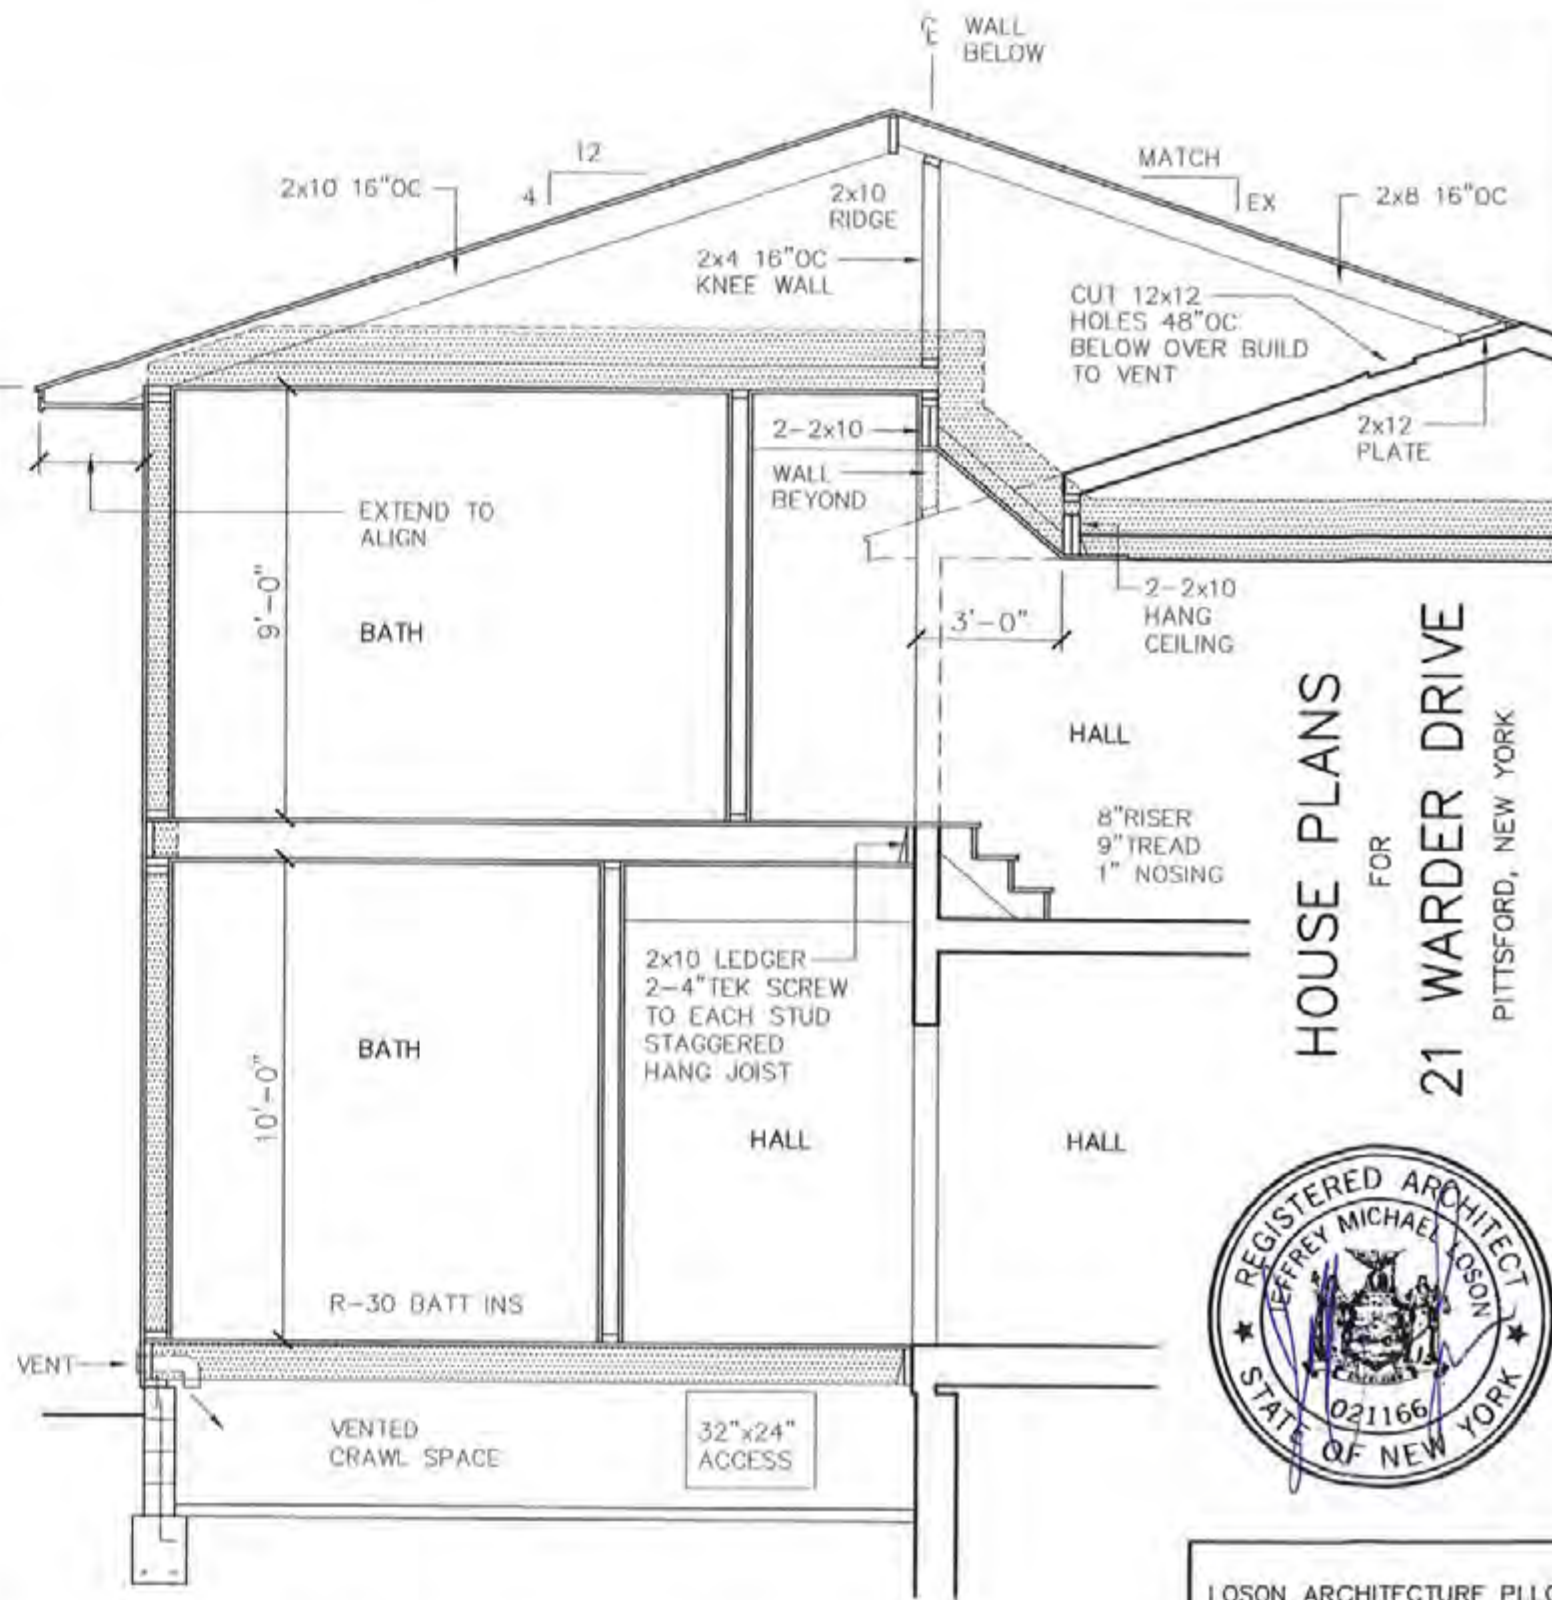 ℄ WALL
BELOW
12
4
2x10 16"OC
2x10
RIDGE
MATCH
EX
2x8 16"OC
2x4 16"OC
KNEE WALL
CUT 12x12
HOLES 48"OC
BELOW OVER BUILD
TO VENT
2x12
PLATE
2-2x10
WALL
BEYOND
EXTEND TO
ALIGN
9'-0"
BATH
3'-0"
2-2x10
HANG
CEILING
HALL
8"RISER
9"TREAD
1" NOSING
2x10 LEDGER
2-4"TEK SCREW
TO EACH STUD
STAGGERED
HANG JOIST
BATH
10'-0"
HALL
HALL
R-30 BATT INS
VENT
VENTED
CRAWL SPACE
32"x24"
ACCESS
HOUSE PLANS
FOR
21 WARDER DRIVE
PITTSFORD, NEW YORK
REGISTERED ARCHITECT
JEFFREY MICHAEL LOSON
021166
STATE OF NEW YORK
LOSON ARCHITECTURE PLLC